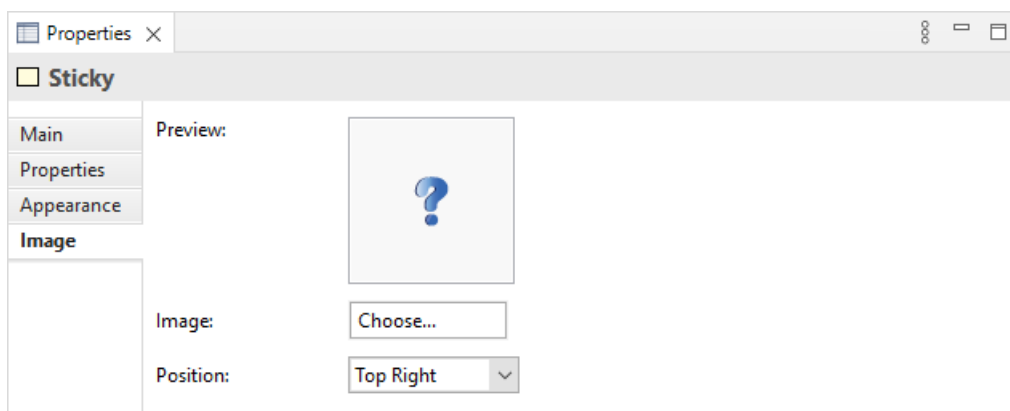 Properties
Sticky
Main
Properties
Appearance
Image
Preview:
Image:
Choose...
Position:
Top Right